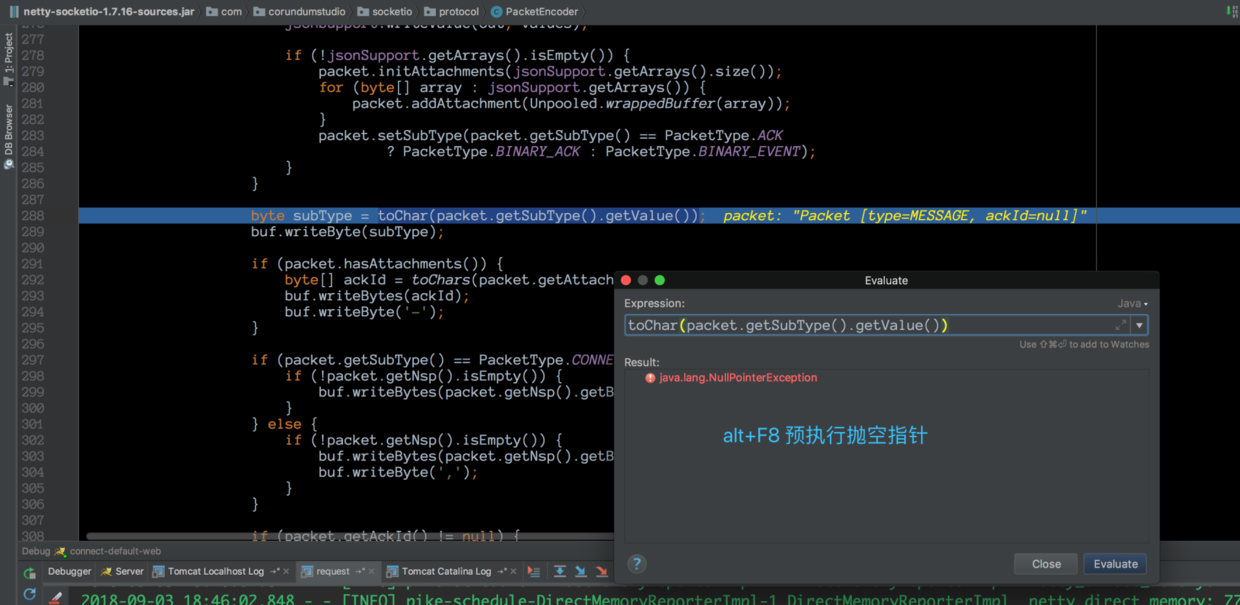 netty-socketio-1.7.16-sources.jar com corundumstudio socketio protocol PacketEncoder
1: Project
DB Browser
277
278 if (!jsonSupport.getArrays().isEmpty()) {
279 packet.initAttachments(jsonSupport.getArrays().size());
280 for (byte[] array : jsonSupport.getArrays()) {
281 packet.addAttachment(Unpooled.wrappedBuffer(array));
282 }
283 packet.setSubType(packet.getSubType() == PacketType.ACK
284 ? PacketType.BINARY_ACK : PacketType.BINARY_EVENT);
285 }
286 }
287
288 byte subType = toChar(packet.getSubType().getValue()); packet: "Packet [type=MESSAGE, ackId=null]"
289 buf.writeByte(subType);
290
291 if (packet.hasAttachments()) {
292 byte[] ackId = toChars(packet.getAttach
293 buf.writeBytes(ackId);
294 buf.writeByte('-');
295 }
296
297 if (packet.getSubType() == PacketType.CONNE
298 if (!packet.getNsp().isEmpty()) {
299 buf.writeBytes(packet.getNsp().getB
300 }
301 } else {
302 if (!packet.getNsp().isEmpty()) {
303 buf.writeBytes(packet.getNsp().getB
304 buf.writeByte(',');
305 }
306 }
307
308 if (packet.getAckId() != null) {
Evaluate
Expression:
Java
toChar(packet.getSubType().getValue())
Use ⇧⌘⏎ to add to Watches
Result:
java.lang.NullPointerException
alt+F8 预执行抛空指针
? Close Evaluate
Debug connect-default-web
Debugger Server Tomcat Localhost Log request Tomcat Catalina Log
2018-09-03 18:46:02.848 - - [INFO] nike-schedule-DirectMemoryReporterImpl-1 DirectMemoryReporterImpl netty direct memory: